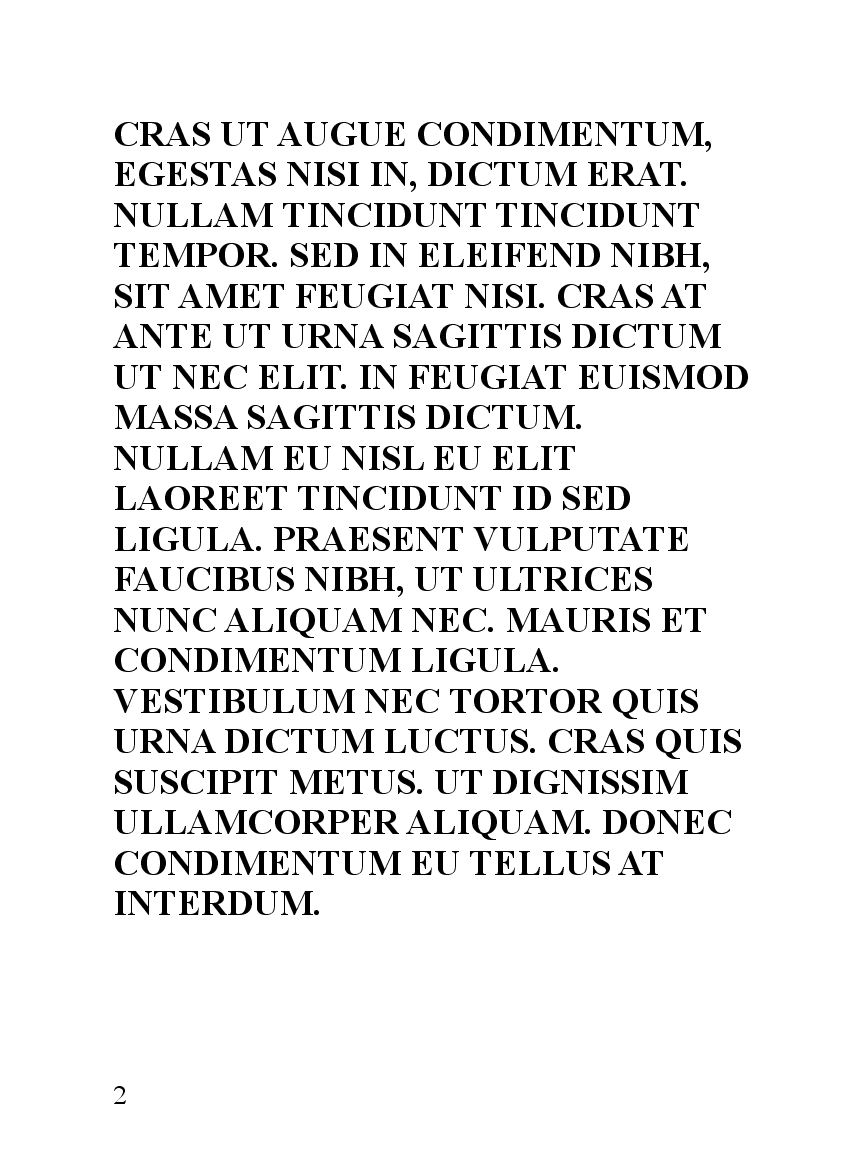 CRAS UT AUGUE CONDIMENTUM,
EGESTAS NISI IN, DICTUM ERAT.
NULLAM TINCIDUNT TINCIDUNT
TEMPOR. SED IN ELEIFEND NIBH,
SIT AMET FEUGIAT NISI. CRAS AT
ANTE UT URNA SAGITTIS DICTUM
UT NEC ELIT. IN FEUGIAT EUISMOD
MASSA SAGITTIS DICTUM.
NULLAM EU NISL EU ELIT
LAOREET TINCIDUNT ID SED
LIGULA. PRAESENT VULPUTATE
FAUCIBUS NIBH, UT ULTRICES
NUNC ALIQUAM NEC. MAURIS ET
CONDIMENTUM LIGULA.
VESTIBULUM NEC TORTOR QUIS
URNA DICTUM LUCTUS. CRAS QUIS
SUSCIPIT METUS. UT DIGNISSIM
ULLAMCORPER ALIQUAM. DONEC
CONDIMENTUM EU TELLUS AT
INTERDUM.
2